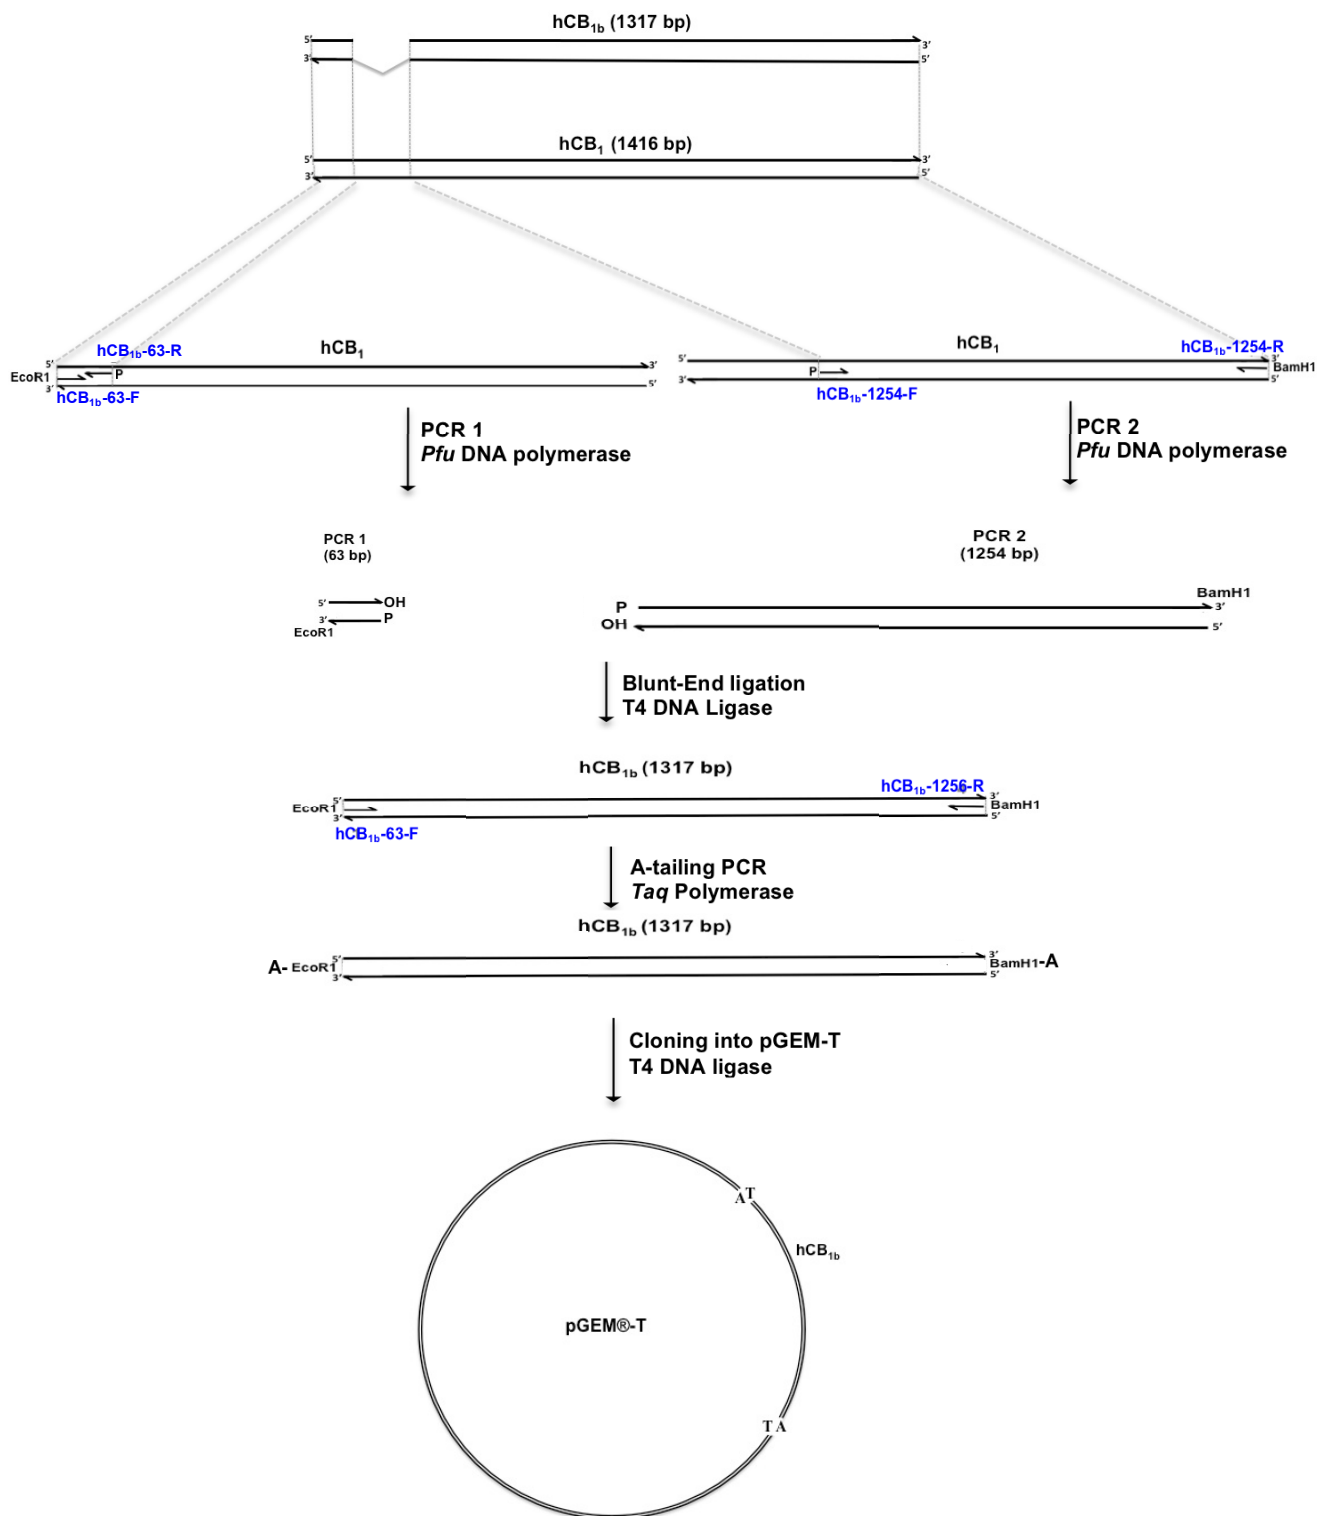 hCB1b (1317 bp)
5’ 3’
3’ 5’
hCB1 (1416 bp)
5’ 3’
3’ 5’
hCB1b-63-R hCB1 hCB1 hCB1b-1254-R
5’ 3’ 5’ 3’
EcoR1 P P BamH1
3’ 5’ 3’ 5’
hCB1b-63-F hCB1b-1254-F
PCR 1 PCR 2
Pfu DNA polymerase Pfu DNA polymerase
PCR 1 PCR 2
(63 bp) (1254 bp)
BamH1
5’ OH P 3’
3’ P OH 5’
EcoR1
Blunt-End ligation
T4 DNA Ligase
hCB1b (1317 bp)
hCB1b-1256-R
5’ 3’
EcoR1 BamH1
3’ 5’
hCB1b-63-F
A-tailing PCR
Taq Polymerase
hCB1b (1317 bp)
5’ 3’
A- EcoR1 BamH1-A
3’ 5’
Cloning into pGEM-T
T4 DNA ligase
AT
hCB1b
pGEM®-T
T A